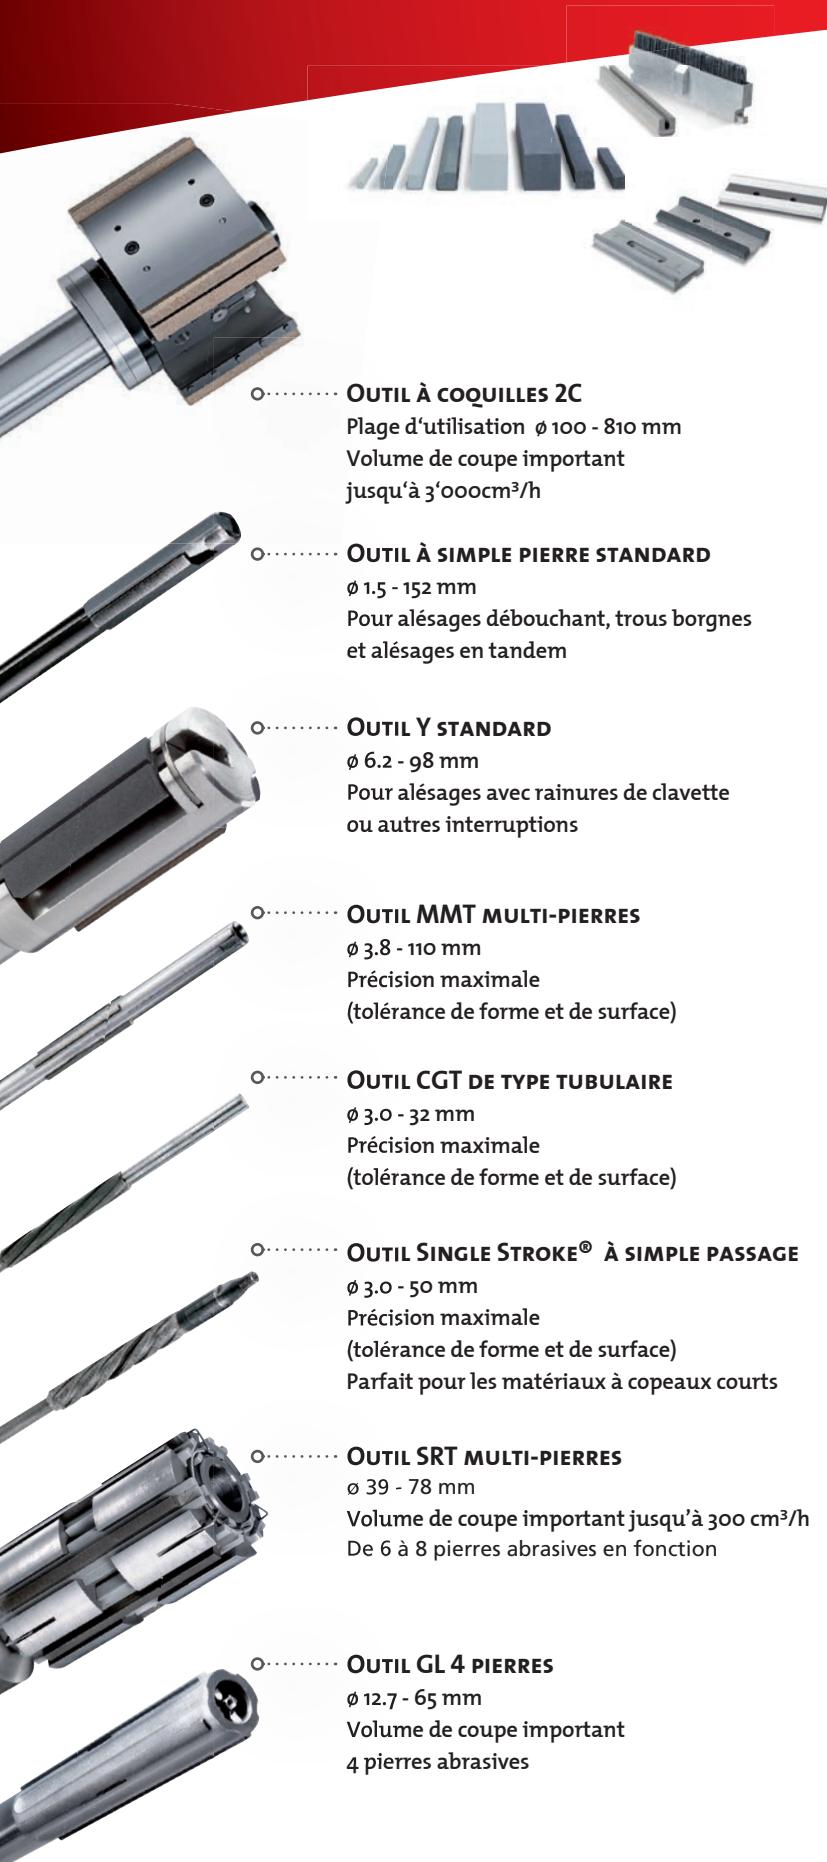 Outil à coquilles 2C
Plage d‘utilisation ø 100 - 810 mm
Volume de coupe important
jusqu‘à 3‘000cm³/h
Outil à simple pierre standard
ø 1.5 - 152 mm
Pour alésages débouchant, trous borgnes
et alésages en tandem
Outil Y standard
ø 6.2 - 98 mm
Pour alésages avec rainures de clavette
ou autres interruptions
Outil MMT multi-pierres
ø 3.8 - 110 mm
Précision maximale
(tolérance de forme et de surface)
Outil CGT de type tubulaire
ø 3.0 - 32 mm
Précision maximale
(tolérance de forme et de surface)
Outil Single Stroke® à simple passage
ø 3.0 - 50 mm
Précision maximale
(tolérance de forme et de surface)
Parfait pour les matériaux à copeaux courts
Outil SRT multi-pierres
ø 39 - 78 mm
Volume de coupe important jusqu’à 300 cm³/h
De 6 à 8 pierres abrasives en fonction
Outil GL 4 pierres
ø 12.7 - 65 mm
Volume de coupe important
4 pierres abrasives